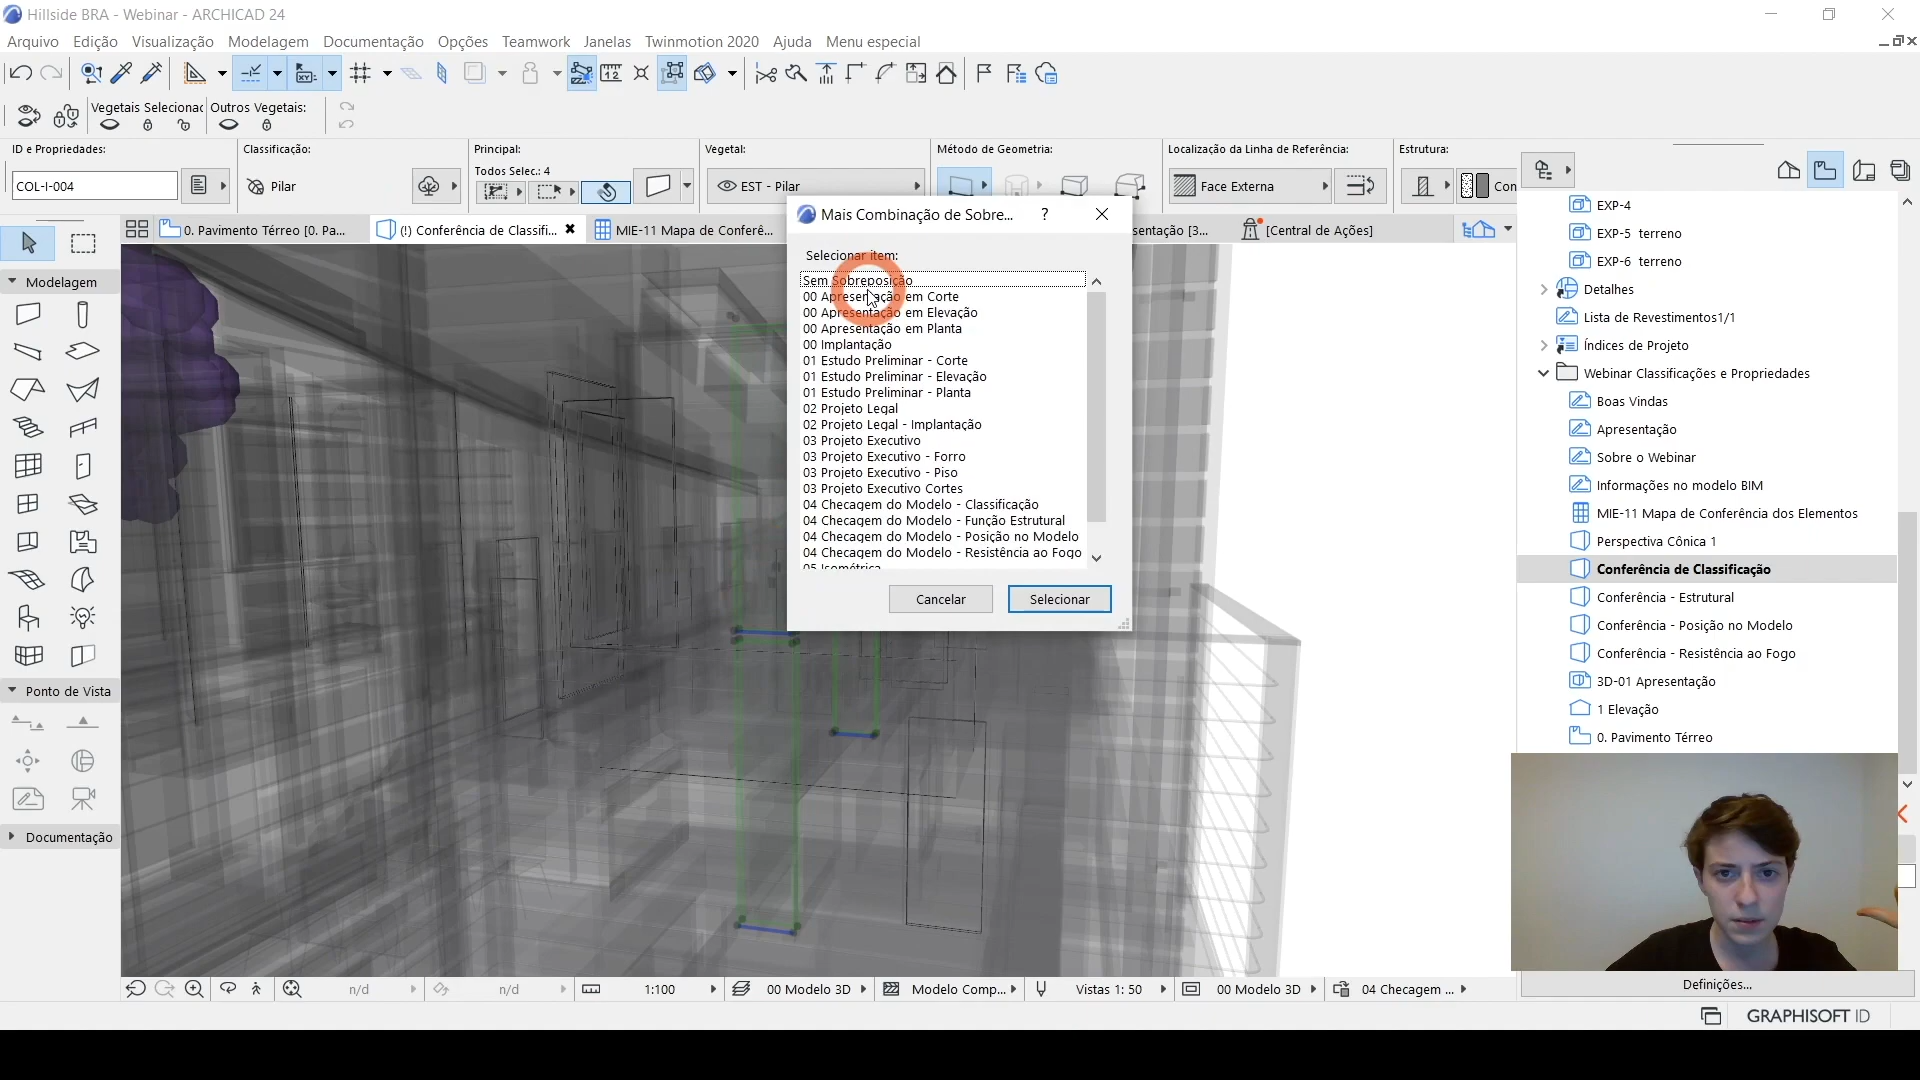 Hillside BRA - Webinar - ARCHICAD 24
Arquivo Edição Visualização Modelagem Documentação Opções Teamwork Janelas Twinmotion 2020 Ajuda Menu especial
Vegetais Selecionac Outros Vegetais:
ID e Propriedades: Classificação: Principal: Vegetal: Método de Geometria: Localização da Linha de Referência: Estrutura:
Todos Selec.: 4
COL-I-004 Pilar EST - Pilar Face Externa Con
0. Pavimento Térreo [0. Pa... (!) Conferência de Classifi... MIE-11 Mapa de Conferê... sentação [3... [Central de Ações]
Mais Combinação de Sobre... ?
Selecionar item:
Sem Sobreposição
00 Apresentação em Corte
00 Apresentação em Elevação
00 Apresentação em Planta
00 Implantação
01 Estudo Preliminar - Corte
01 Estudo Preliminar - Elevação
01 Estudo Preliminar - Planta
02 Projeto Legal
02 Projeto Legal - Implantação
03 Projeto Executivo
03 Projeto Executivo - Forro
03 Projeto Executivo - Piso
03 Projeto Executivo Cortes
04 Checagem do Modelo - Classificação
04 Checagem do Modelo - Função Estrutural
04 Checagem do Modelo - Posição no Modelo
04 Checagem do Modelo - Resistência ao Fogo
05 Isométrica
Cancelar Selecionar
Modelagem
Ponto de Vista
Documentação
EXP-4
EXP-5 terreno
EXP-6 terreno
Detalhes
Lista de Revestimentos1/1
Índices de Projeto
Webinar Classificações e Propriedades
Boas Vindas
Apresentação
Sobre o Webinar
Informações no modelo BIM
MIE-11 Mapa de Conferência dos Elementos
Perspectiva Cônica 1
Conferência de Classificação
Conferência - Estrutural
Conferência - Posição no Modelo
Conferência - Resistência ao Fogo
3D-01 Apresentação
1 Elevação
0. Pavimento Térreo
Definições...
n/d n/d 1:100 00 Modelo 3D Modelo Comp... Vistas 1: 50 00 Modelo 3D 04 Checagem ...
GRAPHISOFT ID